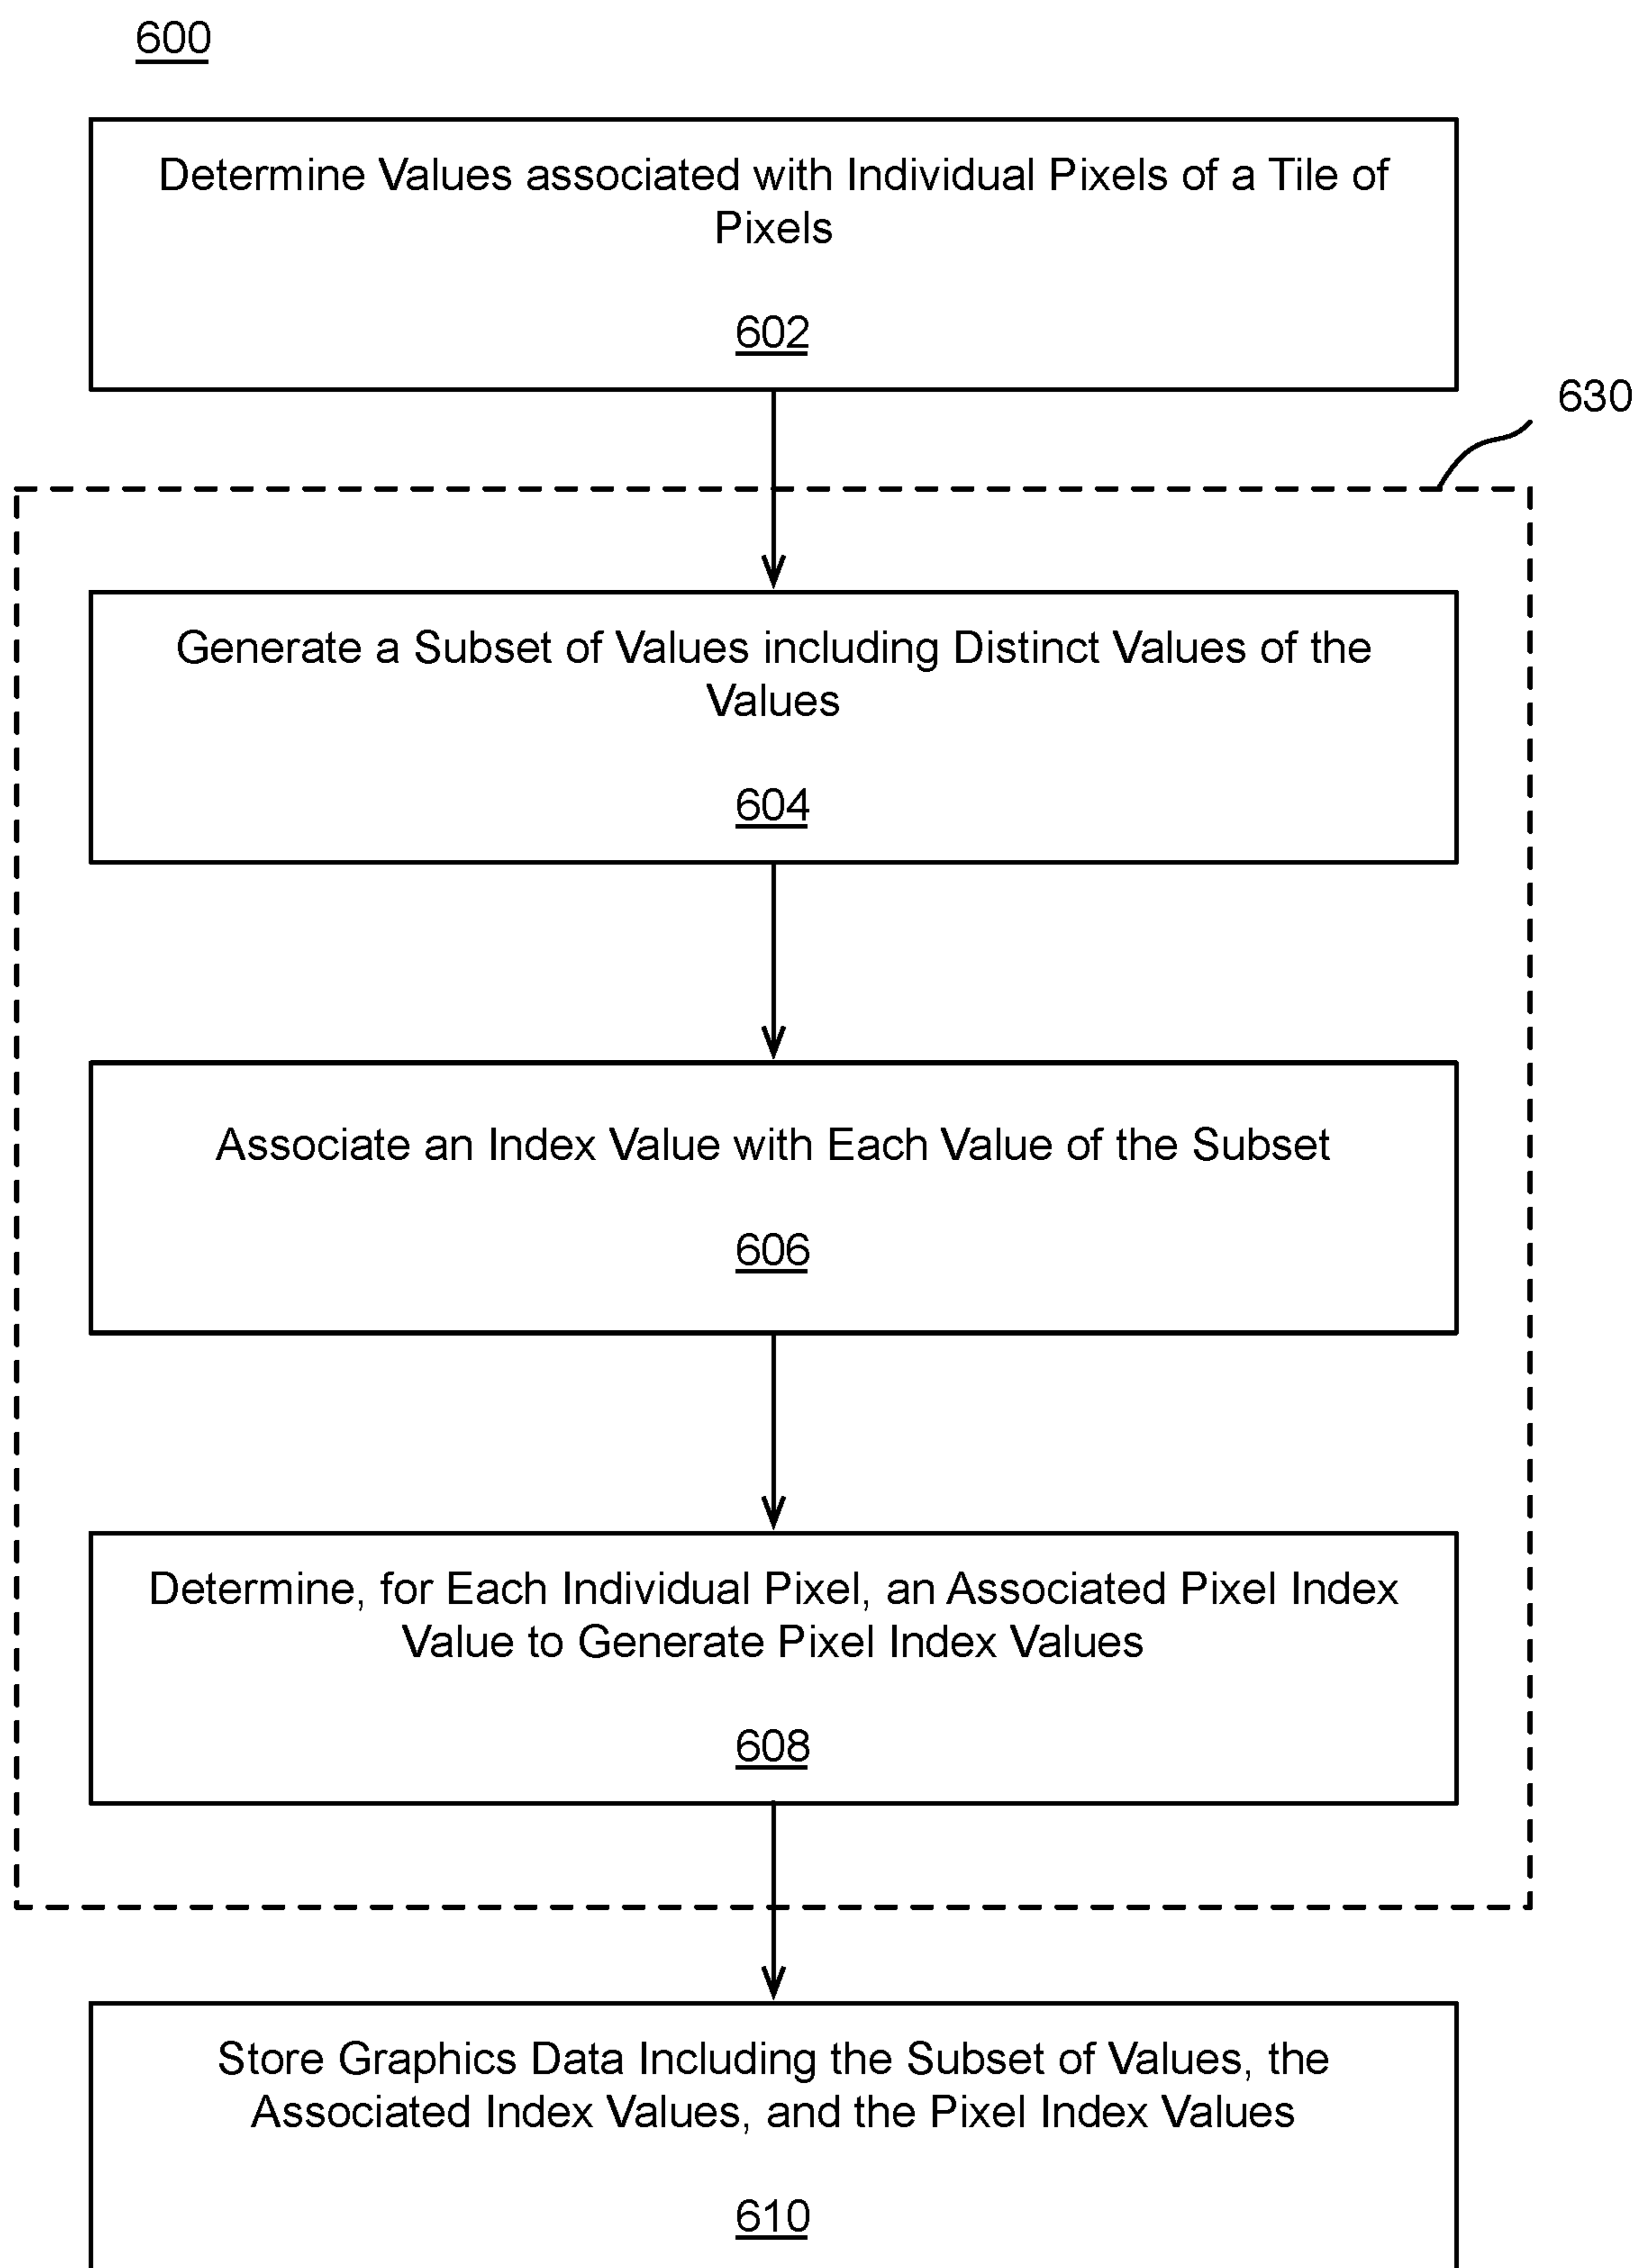 600
Determine Values associated with Individual Pixels of a Tile of
Pixels
602
630
Generate a Subset of Values including Distinct Values of the
Values
604
Associate an Index Value with Each Value of the Subset
606
Determine, for Each Individual Pixel, an Associated Pixel Index
Value to Generate Pixel Index Values
608
Store Graphics Data Including the Subset of Values, the
Associated Index Values, and the Pixel Index Values
610